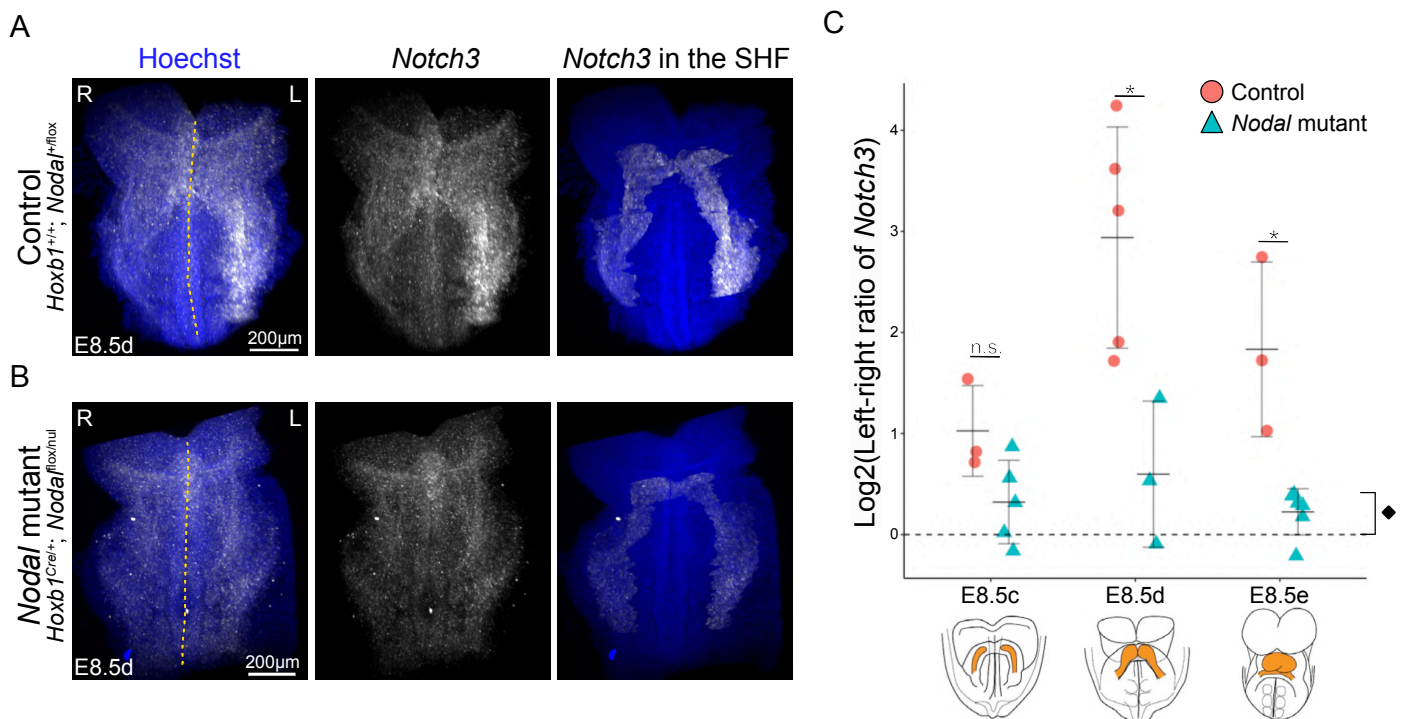 A
Hoechst
Notch3
Notch3 in the SHF
Control
Hoxb1+/+; Nodal+/flox
R
L
E8.5d
200µm
B
Nodal mutant
Hoxb1Cre/+; Nodalflox/nul
R
L
E8.5d
200µm
C
Control
Nodal mutant
Log2(Left-right ratio of Notch3)
4
3
2
1
0
n.s.
*
*
◆
E8.5c
E8.5d
E8.5e